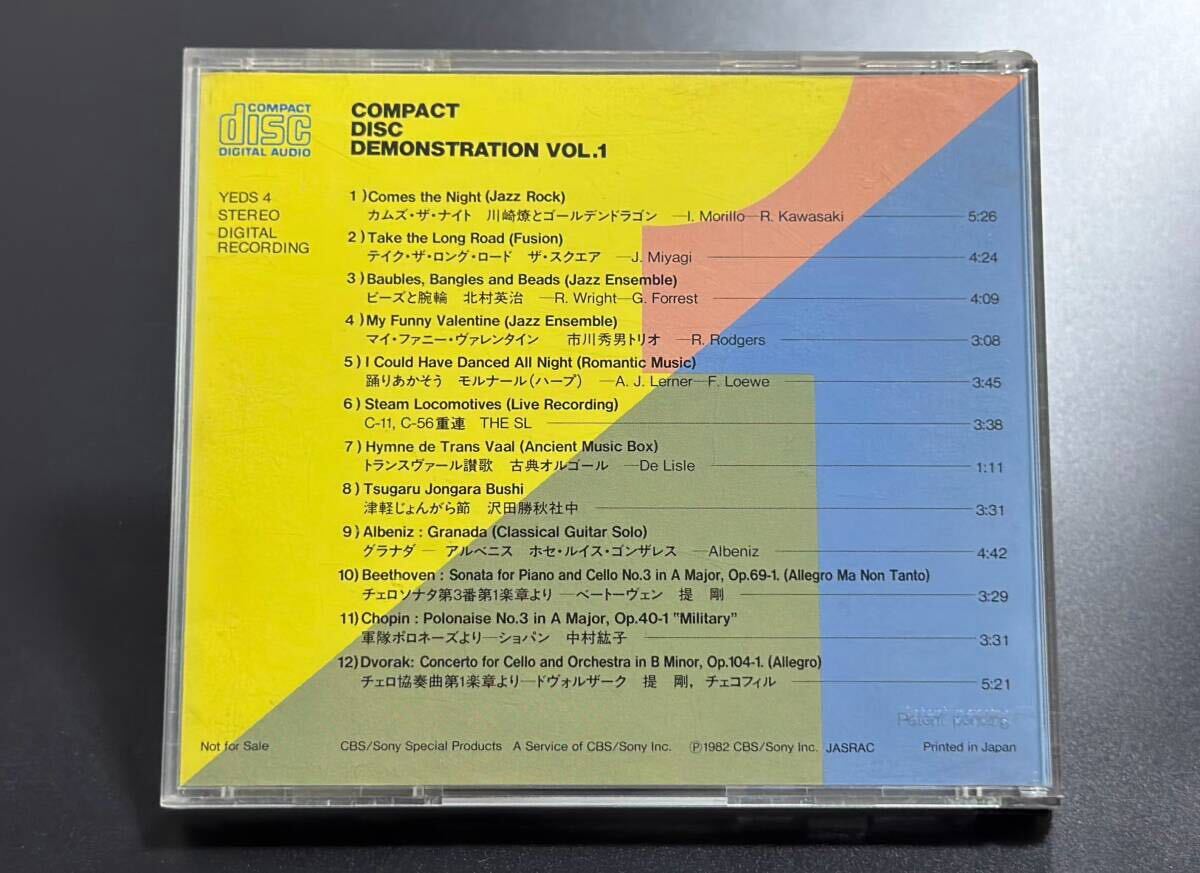 COMPACT
disc
DIGITAL AUDIO
COMPACT
DISC
DEMONSTRATION VOL.1
YEDS 4
STEREO
DIGITAL
RECORDING
1) Comes the Night (Jazz Rock)
カムズ・ザ・ナイト 川崎燎とゴールデンドラゴン —I. Morillo—R. Kawasaki 5:26
2) Take the Long Road (Fusion)
テイク・ザ・ロング・ロード ザ・スクエア —J. Miyagi 4:24
3) Baubles, Bangles and Beads (Jazz Ensemble)
ビーズと腕輪 北村英治 —R. Wright—G. Forrest 4:09
4) My Funny Valentine (Jazz Ensemble)
マイ・ファニー・ヴァレンタイン 市川秀男トリオ —R. Rodgers 3:08
5) I Could Have Danced All Night (Romantic Music)
踊りあかそう モルナール(ハープ) —A. J. Lerner—F. Loewe 3:45
6) Steam Locomotives (Live Recording)
C-11, C-56重連 THE SL 3:38
7) Hymne de Trans Vaal (Ancient Music Box)
トランスヴァール讃歌 古典オルゴール —De Lisle 1:11
8) Tsugaru Jongara Bushi
津軽じょんがら節 沢田勝秋社中 3:31
9) Albeniz : Granada (Classical Guitar Solo)
グラナダ — アルベニス ホセ・ルイス・ゴンザレス —Albeniz 4:42
10) Beethoven : Sonata for Piano and Cello No.3 in A Major, Op.69-1. (Allegro Ma Non Tanto)
チェロソナタ第3番第1楽章より—ベートーヴェン 提 剛 3:29
11) Chopin : Polonaise No.3 in A Major, Op.40-1 "Military"
軍隊ポロネーズより—ショパン 中村紘子 3:31
12) Dvorak: Concerto for Cello and Orchestra in B Minor, Op.104-1. (Allegro)
チェロ協奏曲第1楽章より—ドヴォルザーク 提 剛, チェコフィル 5:21
Patent pending
Not for Sale CBS/Sony Special Products A Service of CBS/Sony Inc. Ⓟ1982 CBS/Sony Inc. JASRAC Printed in Japan